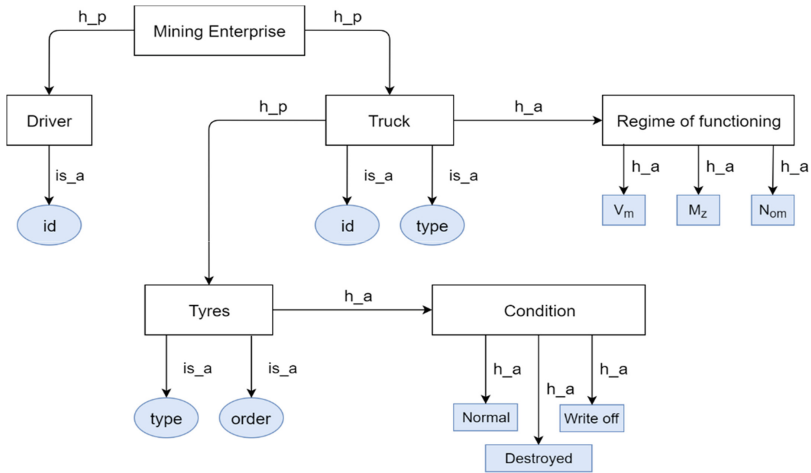 h_p
h_p
Mining Enterprise
Driver
h_p
Truck
h_a
Regime of functioning
is_a
is_a
is_a
h_a
h_a
h_a
id
id
type
Vm
Mz
Nom
Tyres
h_a
Condition
is_a
is_a
h_a
h_a
h_a
type
order
Normal
Write off
Destroyed